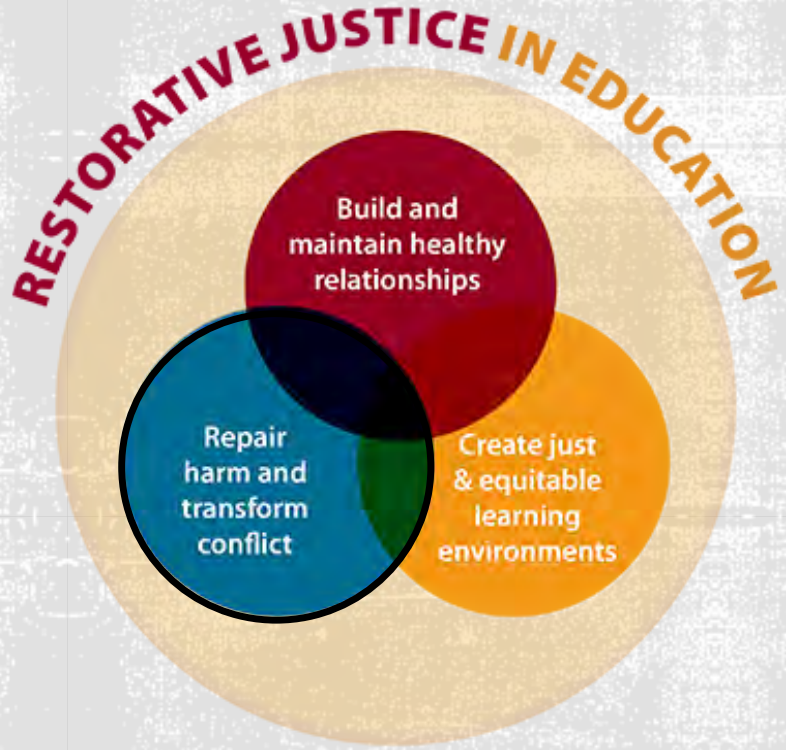 RESTORATIVE JUSTICE IN EDUCATION
Build and
maintain healthy
relationships
Repair
harm and
transform
conflict
Create just
& equitable
learning
environments